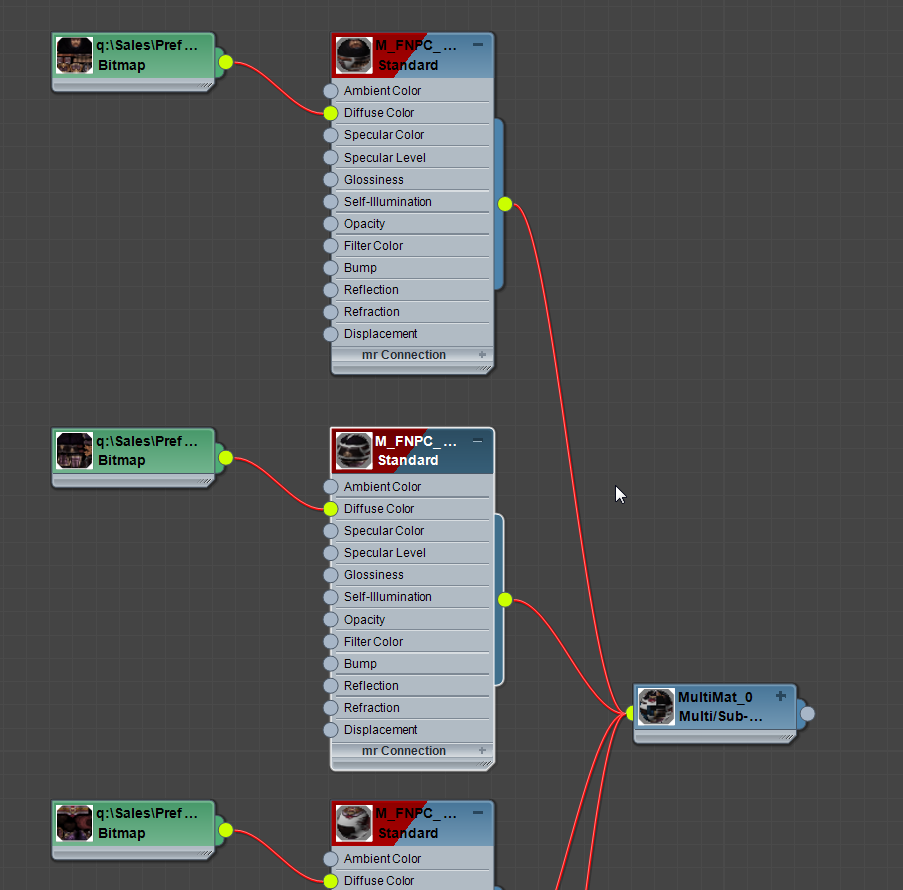 q:\Sales\Pref ...
Bitmap
M_FNPC_ ...
Standard
Ambient Color
Diffuse Color
Specular Color
Specular Level
Glossiness
Self-Illumination
Opacity
Filter Color
Bump
Reflection
Refraction
Displacement
mr Connection
q:\Sales\Pref ...
Bitmap
M_FNPC_ ...
Standard
Ambient Color
Diffuse Color
Specular Color
Specular Level
Glossiness
Self-Illumination
Opacity
Filter Color
Bump
Reflection
Refraction
Displacement
mr Connection
MultiMat_0
Multi/Sub-...
q:\Sales\Pref ...
Bitmap
M_FNPC_ ...
Standard
Ambient Color
Diffuse Color